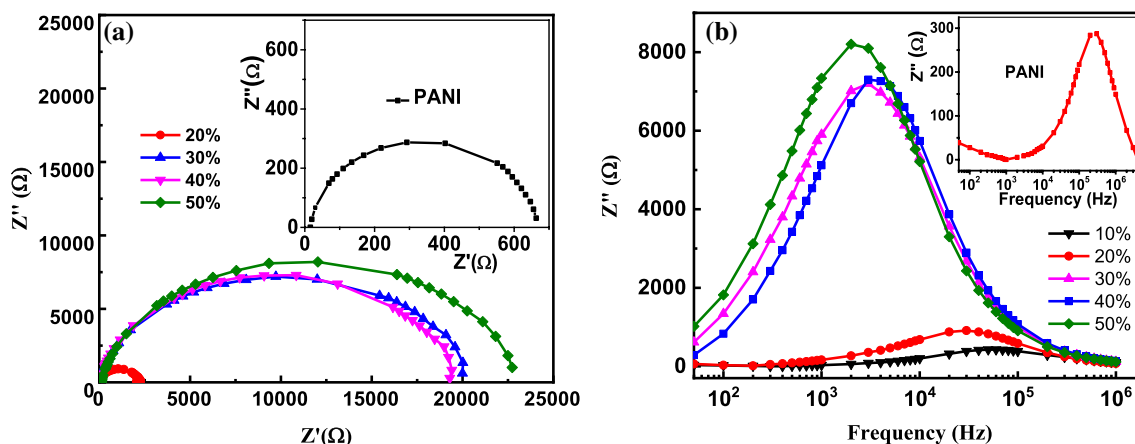 (a)
25000
20000
15000
10000
5000
0
Z'' (Ω)
20%
30%
40%
50%
600
300
0
Z''(Ω)
PANI
0 200 400 600
Z'(Ω)
0 5000 10000 15000 20000 25000
Z'(Ω)
(b)
8000
6000
4000
2000
0
Z'' (Ω)
300
200
100
0
Z'' (Ω)
PANI
10² 10³ 10⁴ 10⁵ 10⁶
Frequency (Hz)
10%
20%
30%
40%
50%
10² 10³ 10⁴ 10⁵ 10⁶
Frequency (Hz)